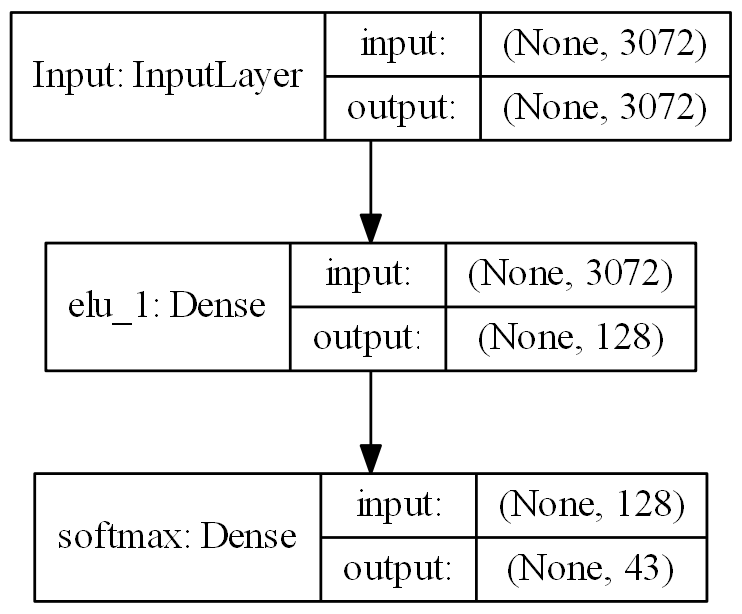 Input: InputLayer
input:
(None, 3072)
output:
(None, 3072)
elu_1: Dense
input:
(None, 3072)
output:
(None, 128)
softmax: Dense
input:
(None, 128)
output:
(None, 43)